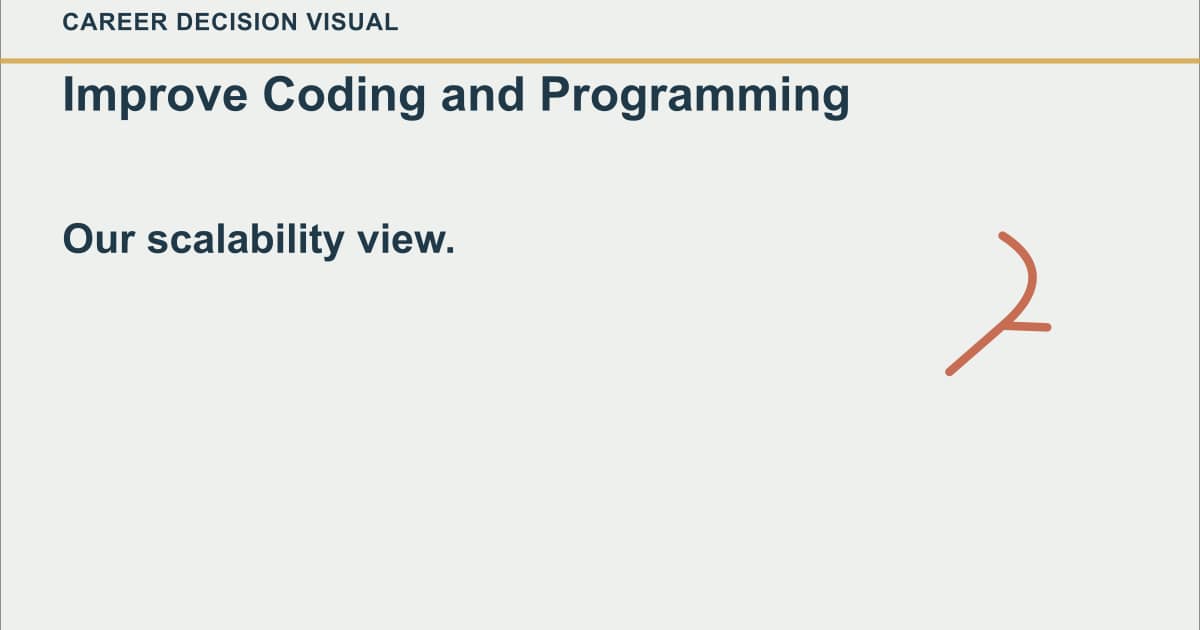 CAREER DECISION VISUAL
Improve Coding and Programming
Our scalability view.